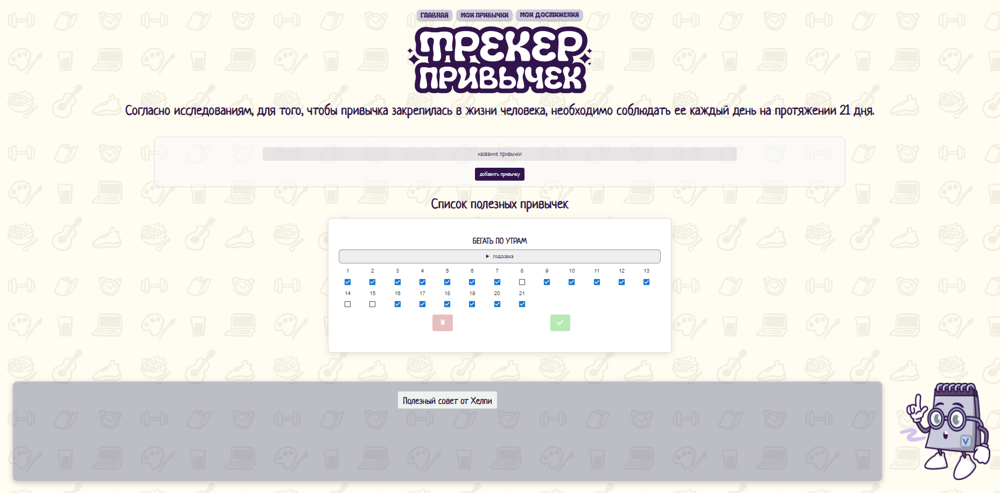 ГЛАВНАЯ МОИ ПРИВЫЧКИ МОИ ДОСТИЖЕНИЯ
ТРЕКЕР
ПРИВЫЧЕК
Согласно исследованиям, для того, чтобы привычка закрепилась в жизни человека, необходимо соблюдать ее каждый день на протяжении 21 дня.
название привычки
добавить привычку
Список полезных привычек
БЕГАТЬ ПО УТРАМ
▶ подсказка
1 2 3 4 5 6 7 8 9 10 11 12 13
14 15 16 17 18 19 20 21
Полезный совет от Хелпи